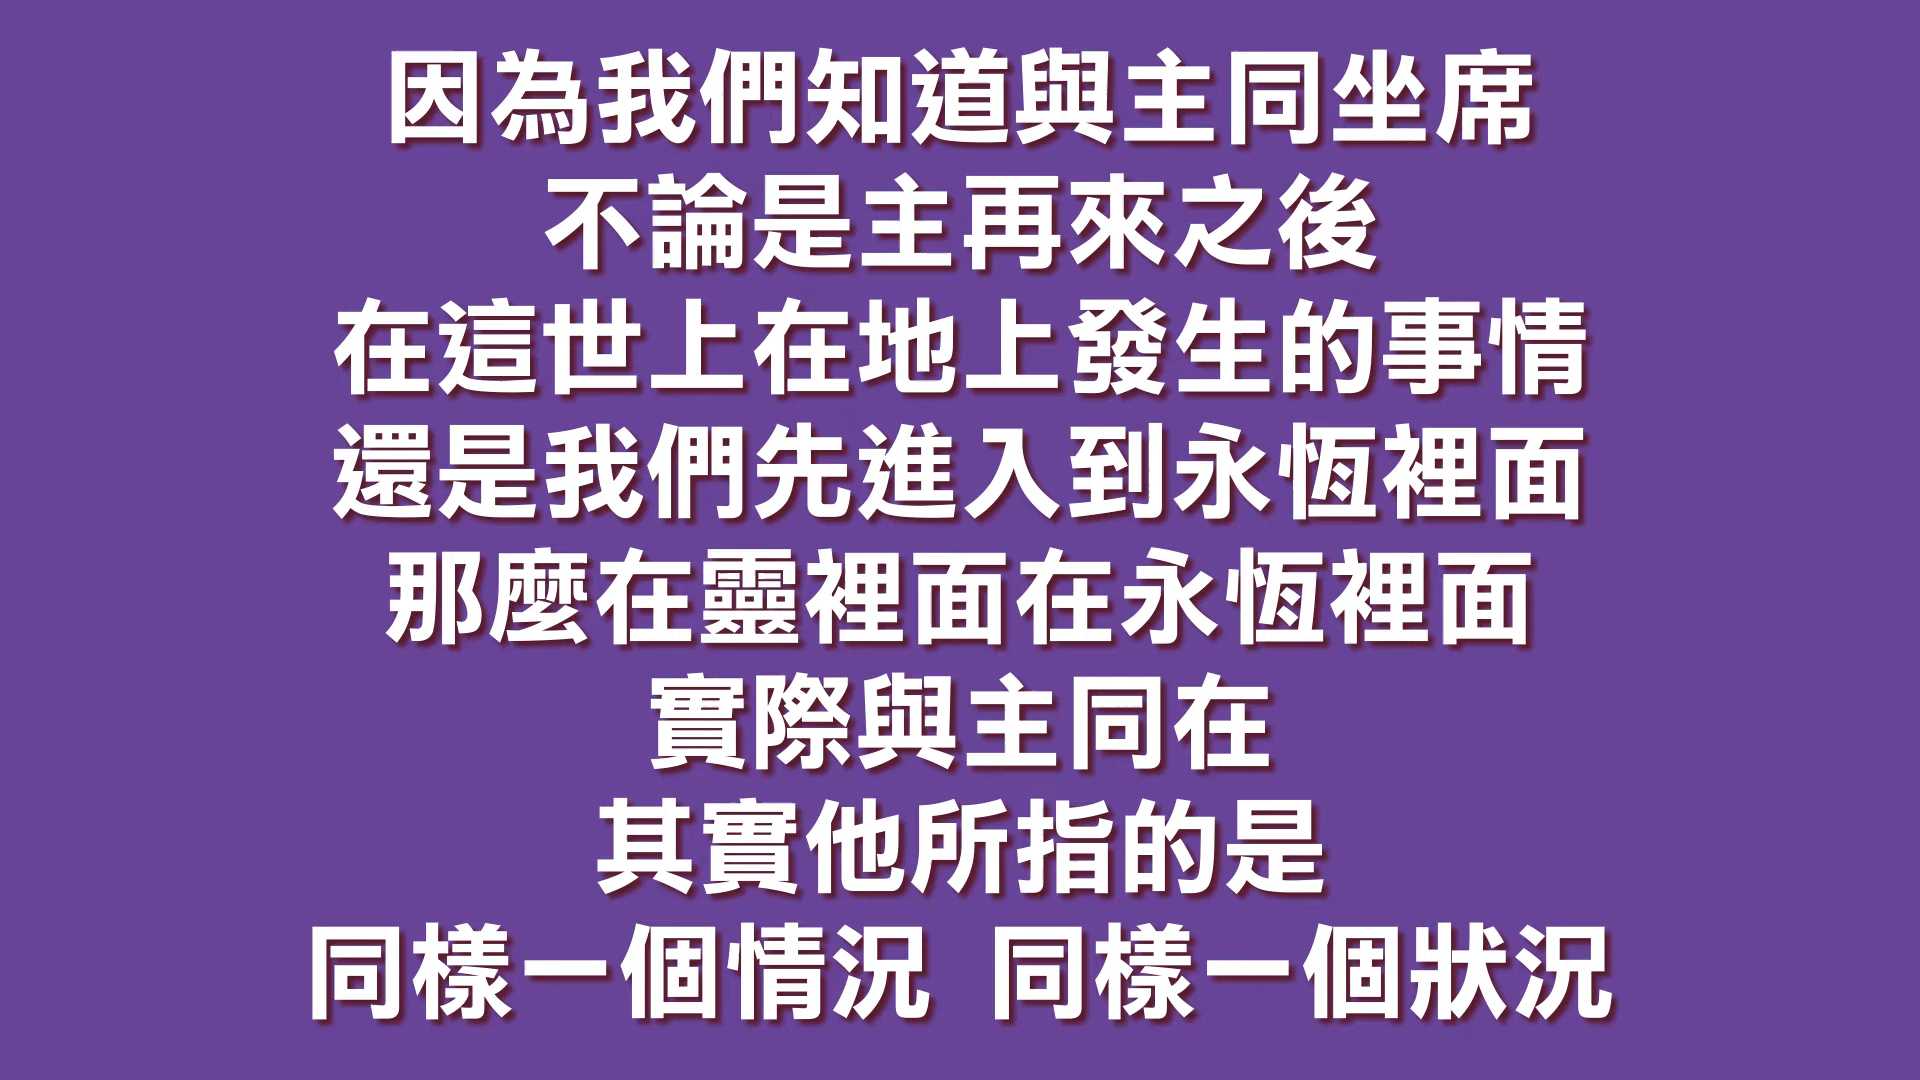 因為我們知道與主同坐席
不論是主再來之後
在這世上在地上發生的事情
還是我們先進入到永恆裡面
那麼在靈裡面在永恆裡面
實際與主同在
其實他所指的是
同樣一個情況 同樣一個狀況